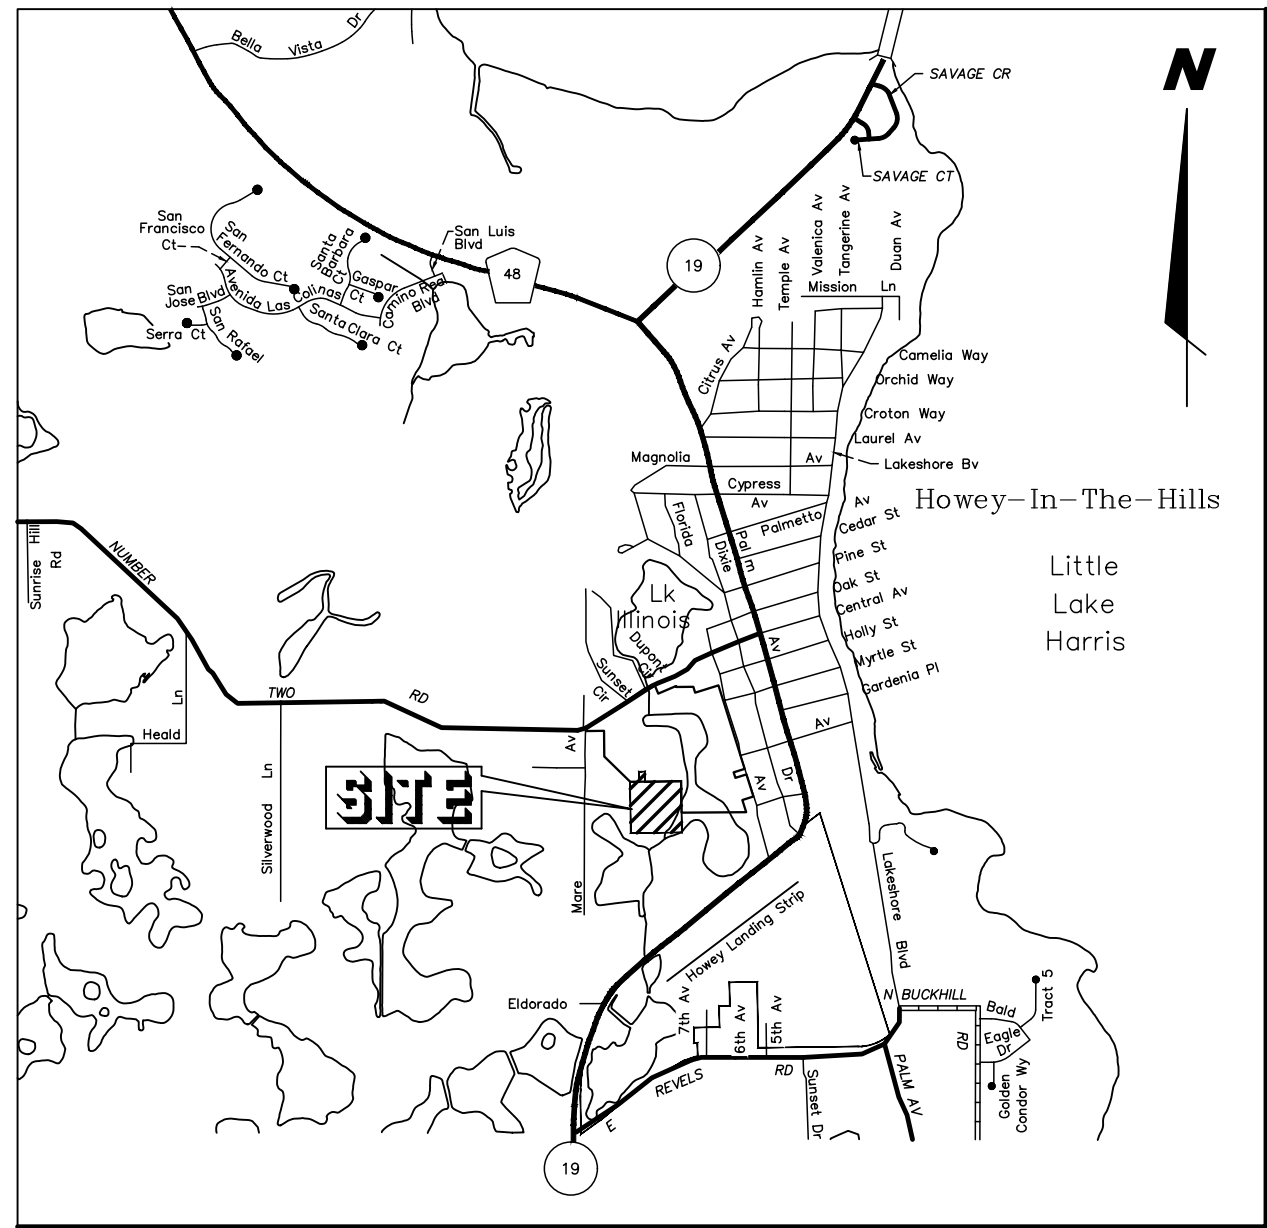 Bella Vista Dr
N
SAVAGE CR
SAVAGE CT
San
Francisco
Ct
San
Fernando Ct
Santa
Barbara
Ct
San Luis
Blvd
48
19
Gaspar
Ct
Camino Real
Blvd
Avenida Las Colinas
San
Jose Blvd
Serra Ct
San Rafael
Santa Clara Ct
Hamlin Av
Temple Av
Valenica Av
Tangerine Av
Duan Av
Mission Ln
Citrus Av
Camelia Way
Orchid Way
Croton Way
Laurel Av
Lakeshore Bv
Magnolia Av
Cypress
Av
Howey-In-The-Hills
Florida
Dixie
Palm
Palmetto Av
Cedar St
Pine St
Oak St
Central Av
Holly St
Myrtle St
Gardenia Pl
Little
Lake
Harris
Sunrise Hill
Rd
NUMBER
TWO
RD
Lk
Illinois
Dupont
Cir
Sunset
Cir
Av
Av
Heald
Ln
Silverwood Ln
SITE
Mare Av
Av
Dr
Lakeshore Blvd
Howey Landing Strip
Eldorado
7th Av
6th Av
5th Av
N BUCKHILL
RD
Bald
Eagle
Dr
Tract 5
Golden
Condor Wy
E REVELS RD
Sunset Dr
PALM AV
19